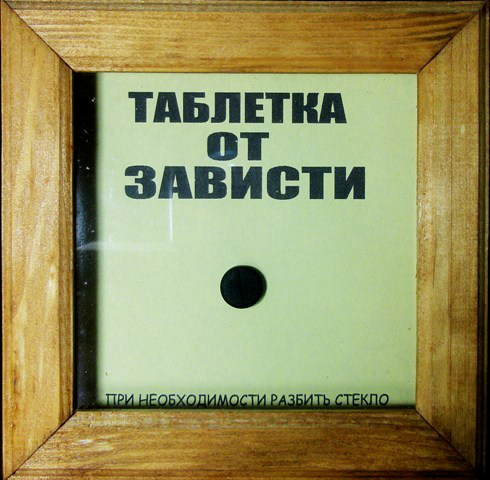 ТАБЛЕТКА
ОТ
ЗАВИСТИ
ПРИ НЕОБХОДИМОСТИ РАЗБИТЬ СТЕКЛО